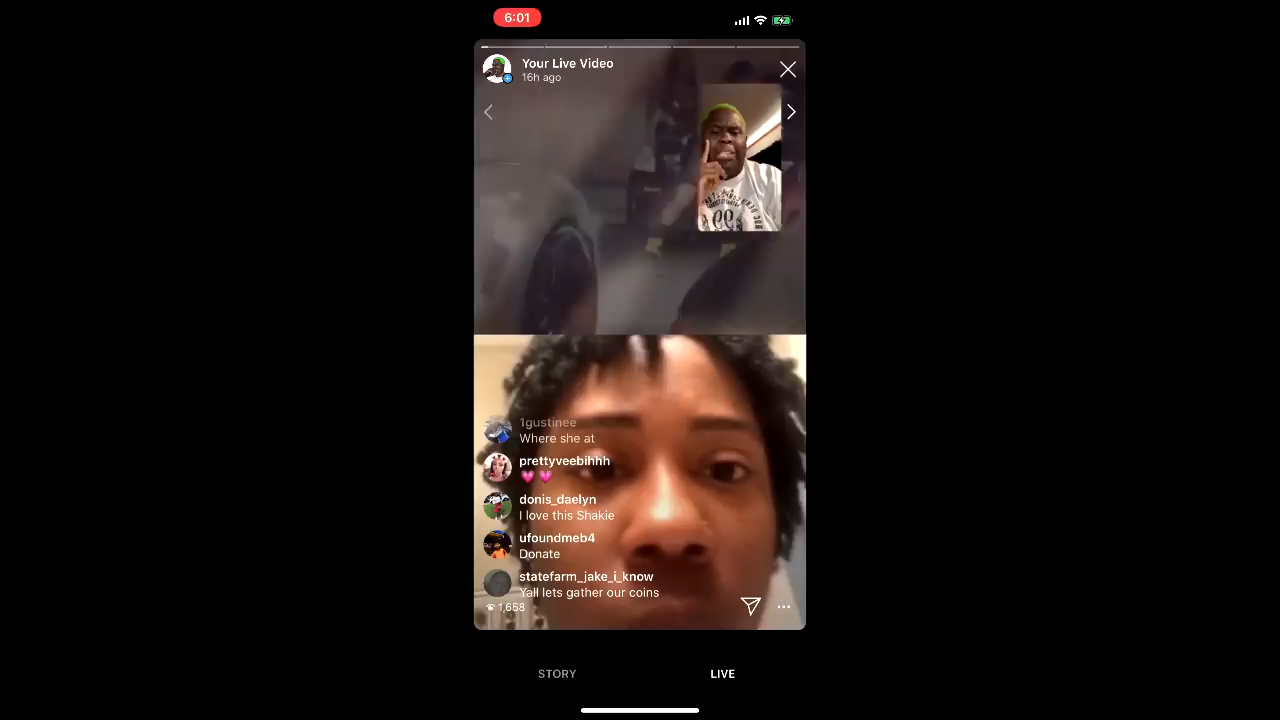 6:01
Your Live Video
16h ago
1gustinee
Where she at
prettyveebihhh
donis_daelyn
I love this Shakie
ufoundmeb4
Donate
statefarm_jake_i_know
Yall lets gather our coins
1,658
STORY
LIVE